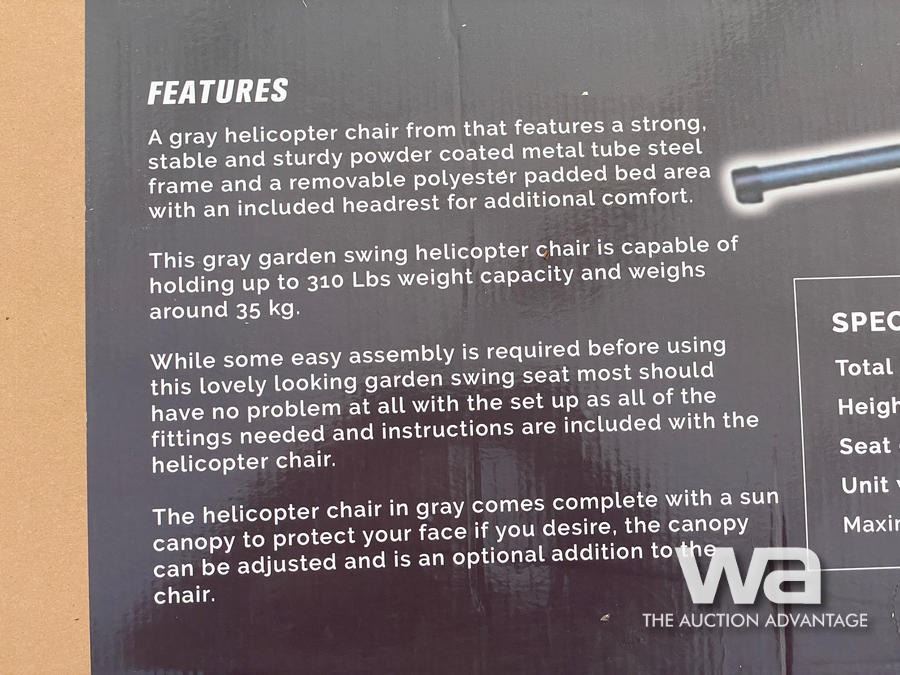 FEATURES
A gray helicopter chair from that features a strong,
stable and sturdy powder coated metal tube steel
frame and a removable polyester padded bed area
with an included headrest for additional comfort.
This gray garden swing helicopter chair is capable of
holding up to 310 Lbs weight capacity and weighs
around 35 kg.
While some easy assembly is required before using
this lovely looking garden swing seat most should
have no problem at all with the set up as all of the
fittings needed and instructions are included with the
helicopter chair.
The helicopter chair in gray comes complete with a sun
canopy to protect your face if you desire, the canopy
can be adjusted and is an optional addition to the
chair.
SPEC
Total
Heigh
Seat
Unit
Maxi
wa
THE AUCTION ADVANTAGE